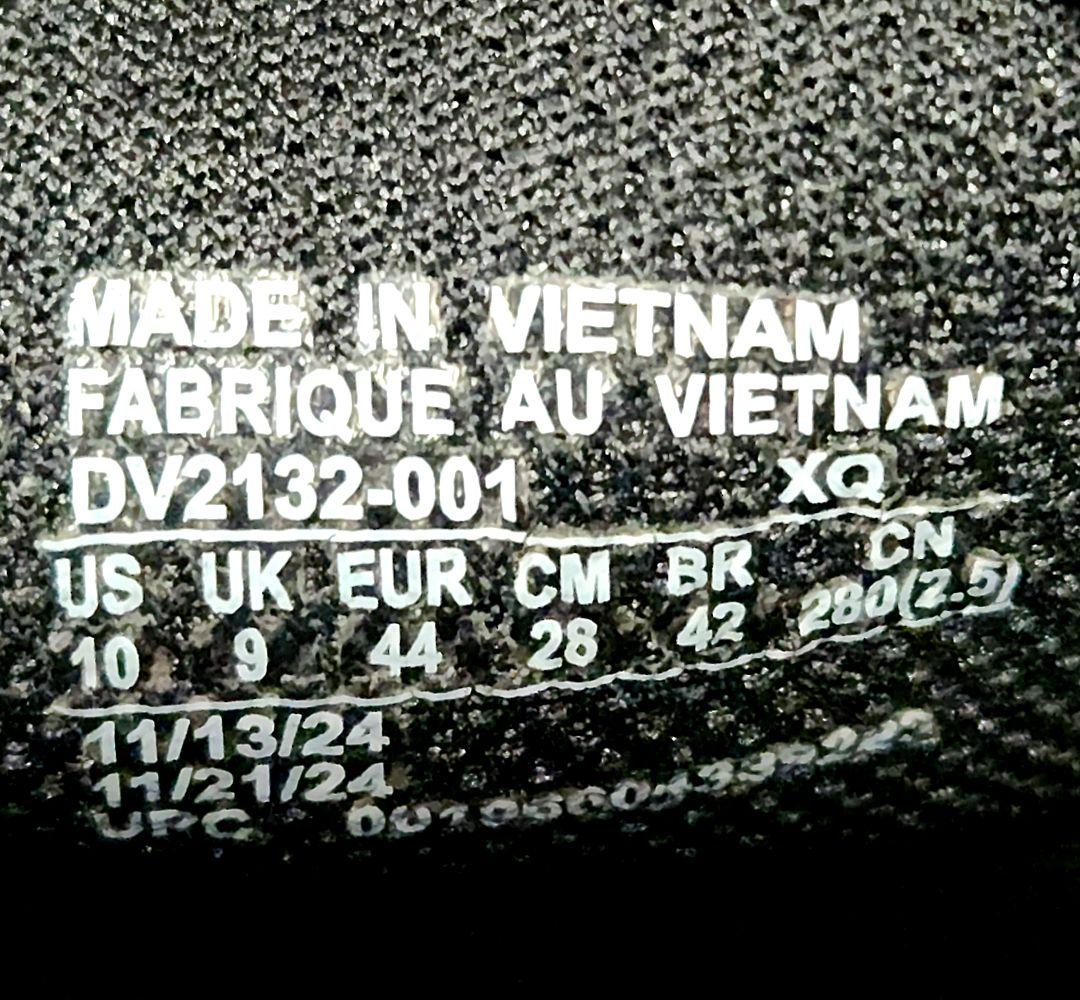 MADE IN VIETNAM
FABRIQUE AU VIETNAM
DV2132-001 XQ
US UK EUR CM BR CN
10 9 44 28 42 280(2.5)
11/13/24
11/21/24
UPC